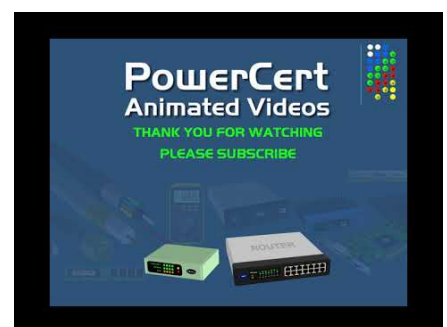 PowerCert
Animated Videos
THANK YOU FOR WATCHING
PLEASE SUBSCRIBE
ROUTER